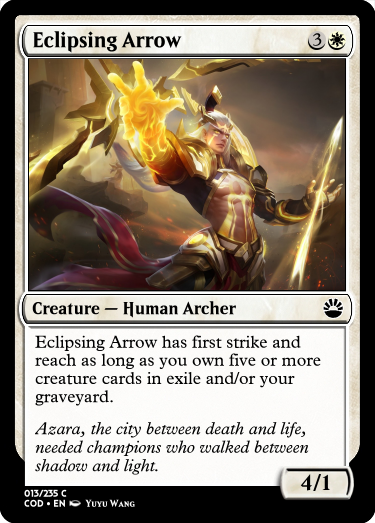 Eclipsing Arrow 3
Creature — Human Archer
Eclipsing Arrow has first strike and
reach as long as you own five or more
creature cards in exile and/or your
graveyard.
Azara, the city between death and life,
needed champions who walked between
shadow and light.
4/1
013/235 C
COD • EN Yuyu Wang